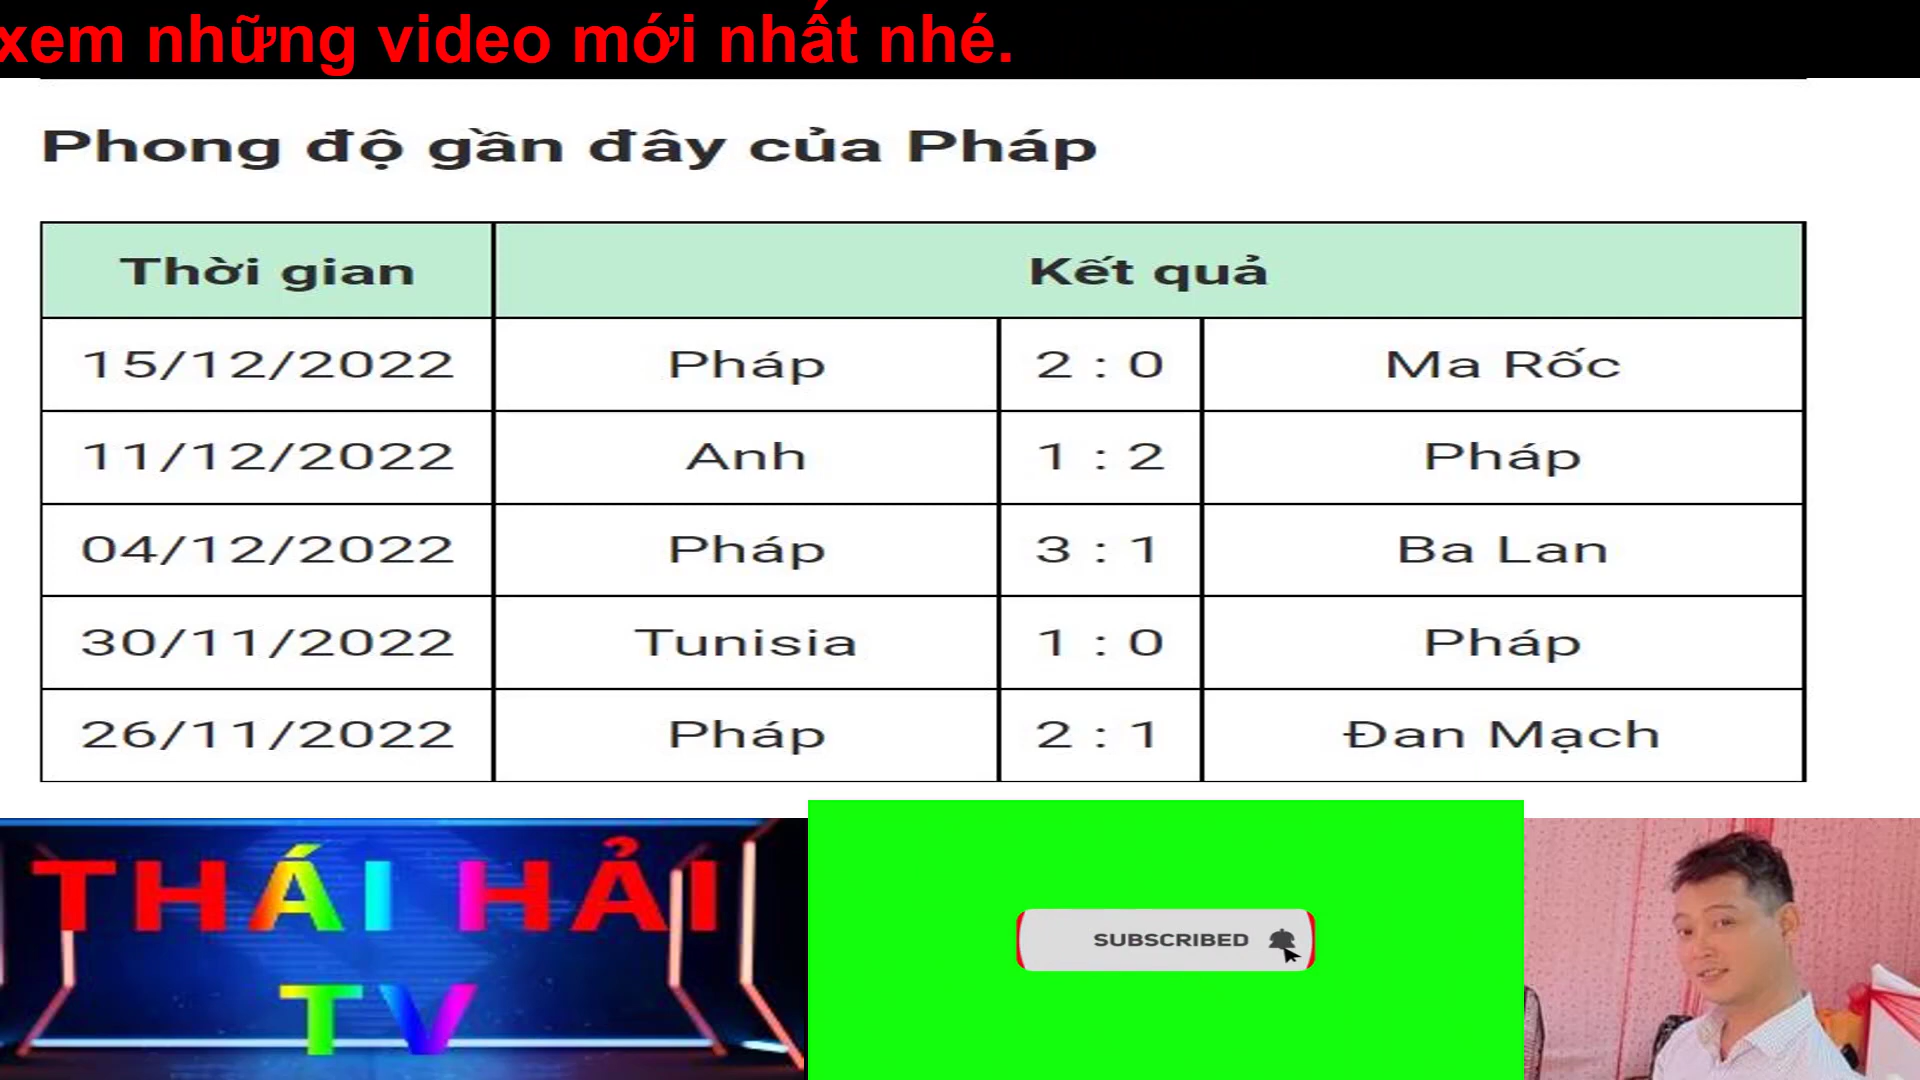 xem những video mới nhất nhé.
Phong độ gần đây của Pháp
Thời gian Kết quả
15/12/2022 Pháp 2 : 0 Ma Rốc
11/12/2022 Anh 1 : 2 Pháp
04/12/2022 Pháp 3 : 1 Ba Lan
30/11/2022 Tunisia 1 : 0 Pháp
26/11/2022 Pháp 2 : 1 Đan Mạch
THÁI HẢI
TV
SUBSCRIBED